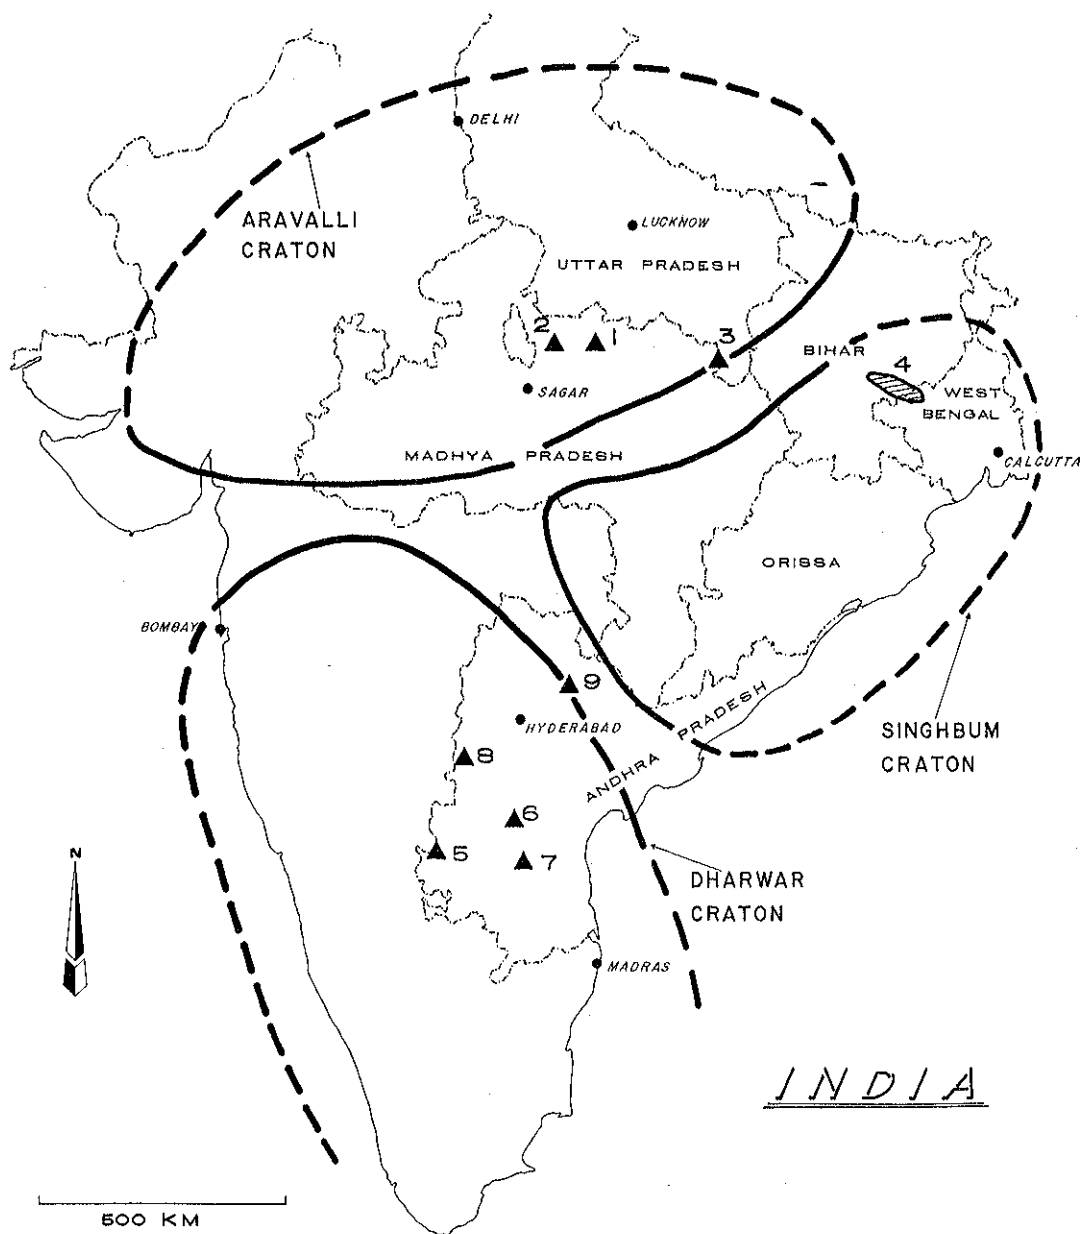 DELHI
ARAVALLI
CRATON
LUCKNOW
UTTAR PRADESH
2
1
3
BIHAR
4
SAGAR
WEST
BENGAL
MADHYA PRADESH
CALCUTTA
ORISSA
BOMBAY
9
HYDERABAD
ANDHRA PRADESH
SINGHBUM
CRATON
8
6
5
7
N
DHARWAR
CRATON
MADRAS
INDIA
500 KM